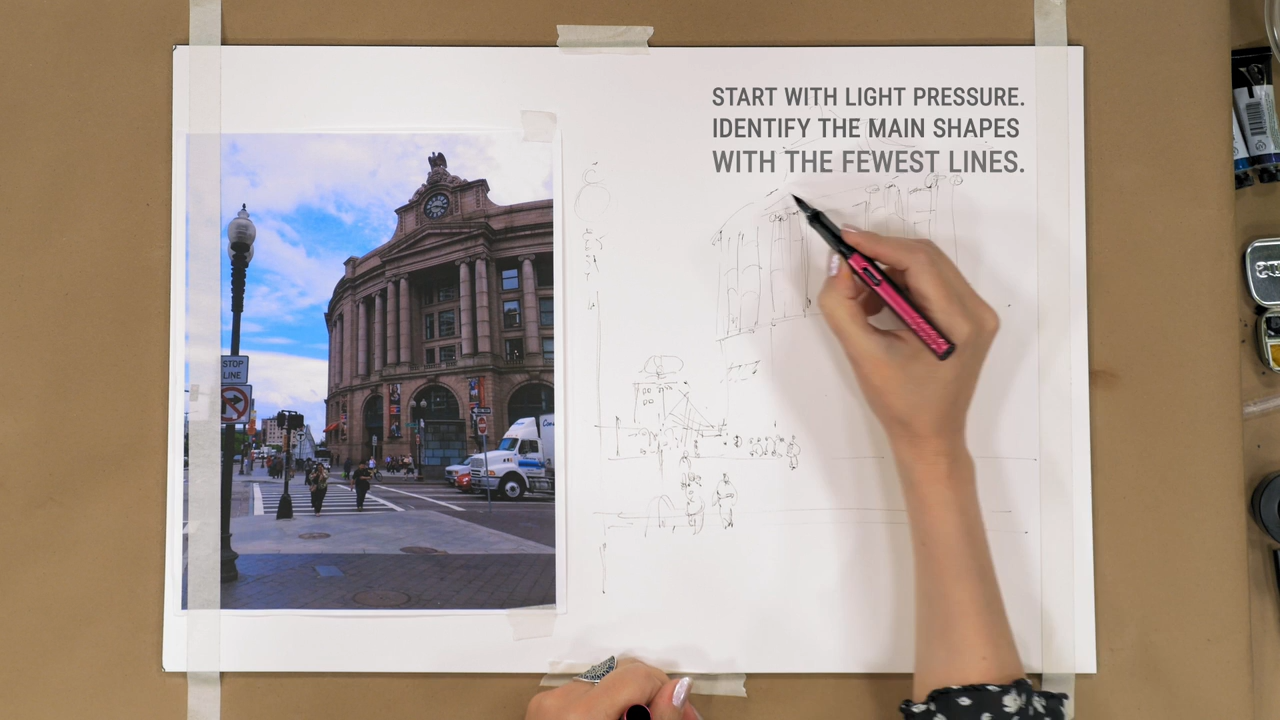 START WITH LIGHT PRESSURE.
IDENTIFY THE MAIN SHAPES
WITH THE FEWEST LINES.
STOP
LINE